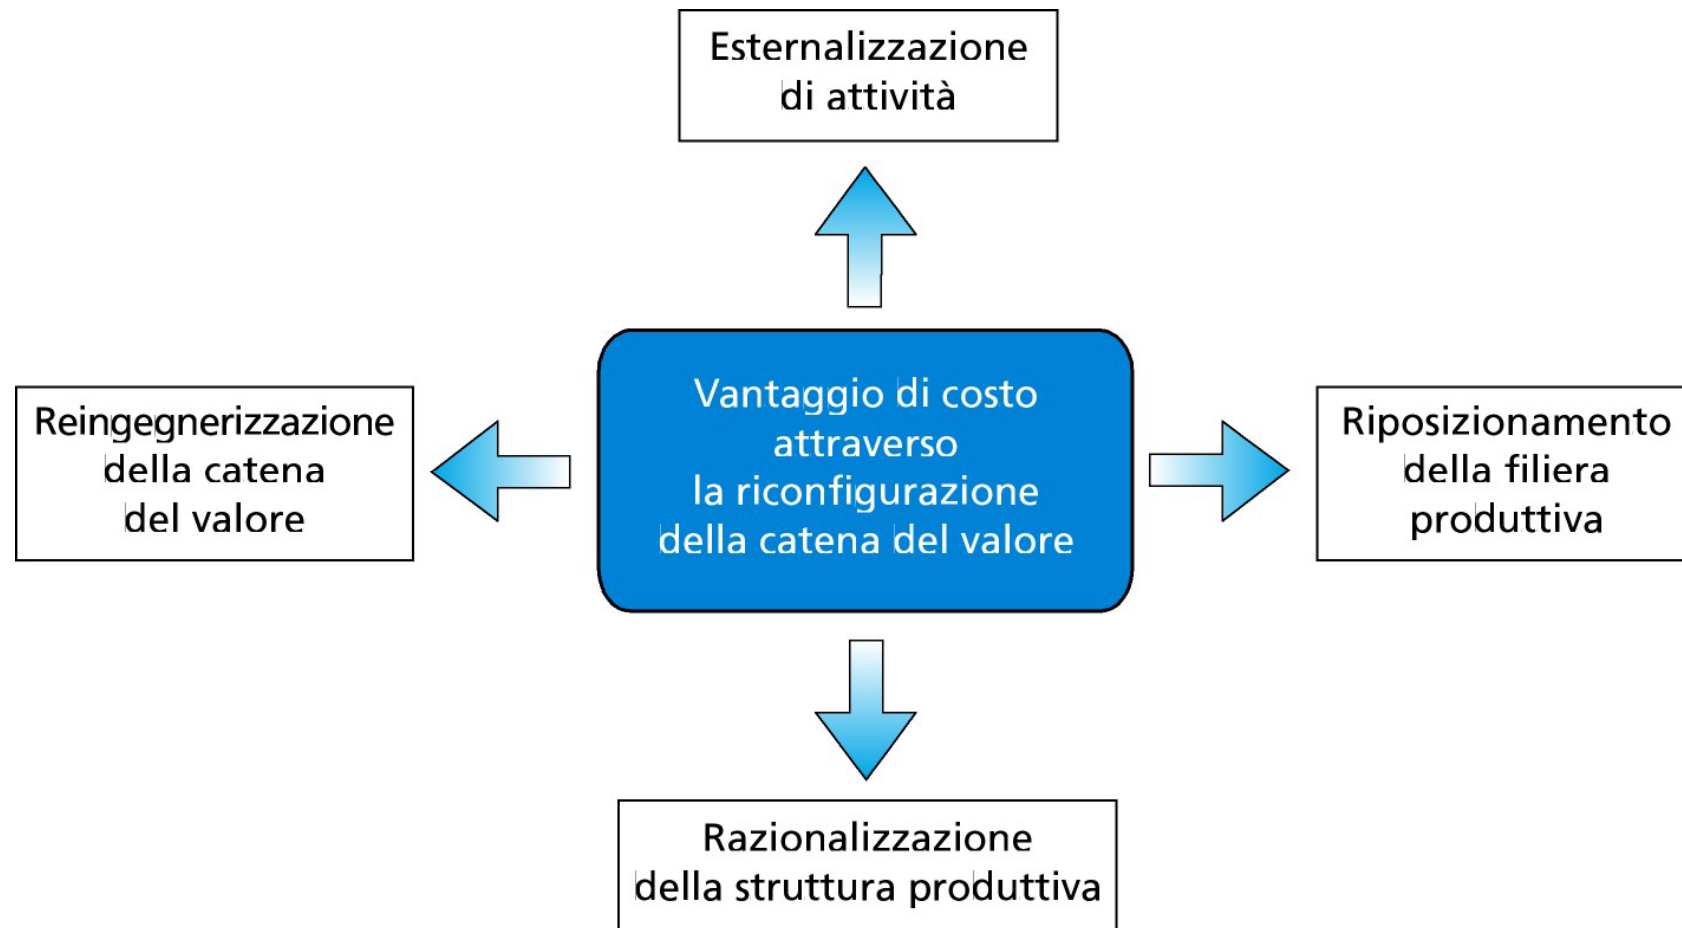 Esternalizzazione
di attività
Reingegnerizzazione
della catena
del valore
Vantaggio di costo
attraverso
la riconfigurazione
della catena del valore
Riposizionamento
della filiera
produttiva
Razionalizzazione
della struttura produttiva